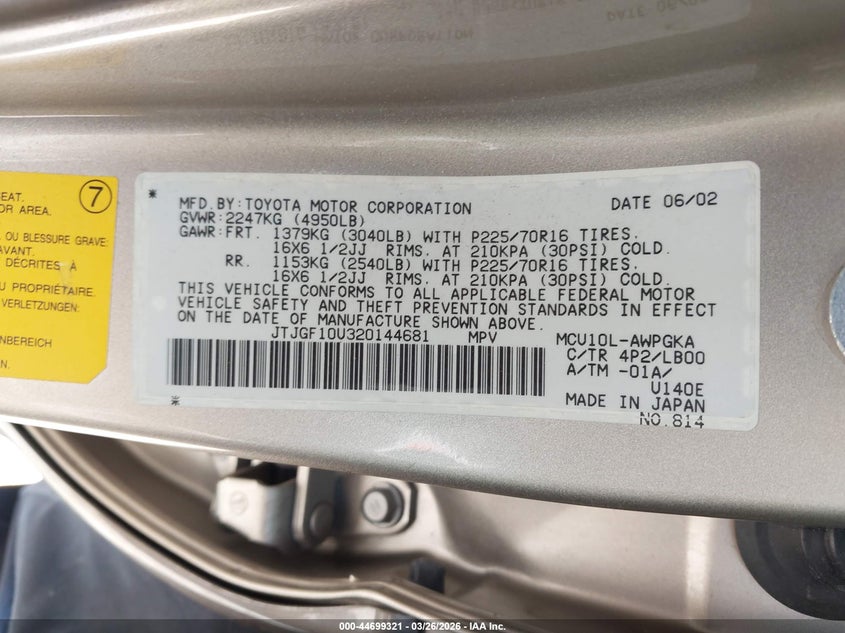 CORPORATION
DATE 06/02
7
EAT.
OR AREA.
OU BLESSURE GRAVE:
AVANT.
DÉCRITES À
U PROPRIÉTAIRE.
VERLETZUNGEN:
NBEREICH
MFD.BY:TOYOTA MOTOR CORPORATION DATE 06/02
GVWR:2247KG (4950LB)
GAWR:FRT. 1379KG (3040LB) WITH P225/70R16 TIRES.
16X6 1/2JJ RIMS. AT 210KPA (30PSI) COLD.
RR. 1153KG (2540LB) WITH P225/70R16 TIRES.
16X6 1/2JJ RIMS. AT 210KPA (30PSI) COLD.
THIS VEHICLE CONFORMS TO ALL APPLICABLE FEDERAL MOTOR
VEHICLE SAFETY AND THEFT PREVENTION STANDARDS IN EFFECT
ON THE DATE OF MANUFACTURE SHOWN ABOVE.
JTJGF10U320144681 MPV MCU10L-AWPGKA
C/TR 4P2/LB00
A/TM -01A/
U140E
MADE IN JAPAN
NO.814
000-44699321 - 03/26/2026 - IAA Inc.